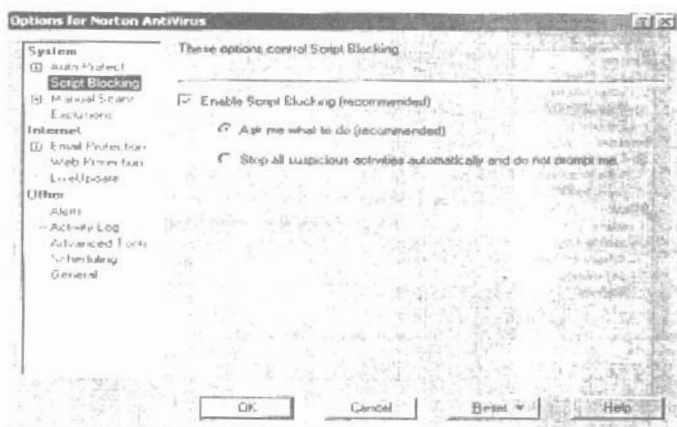 Options for Norton AntiVirus
System
Auto Protect
Script Blocking
Manual Scans
Exclusions
Internet
Email Protection
Web Protection
LiveUpdate
Other
Alerts
Activity Log
Advanced Tools
Scheduling
General
These options control Script Blocking
Enable Script Blocking (recommended)
Ask me what to do (recommended)
Stop all suspicious activities automatically and do not prompt me.
OK
Cancel
Reset
Help